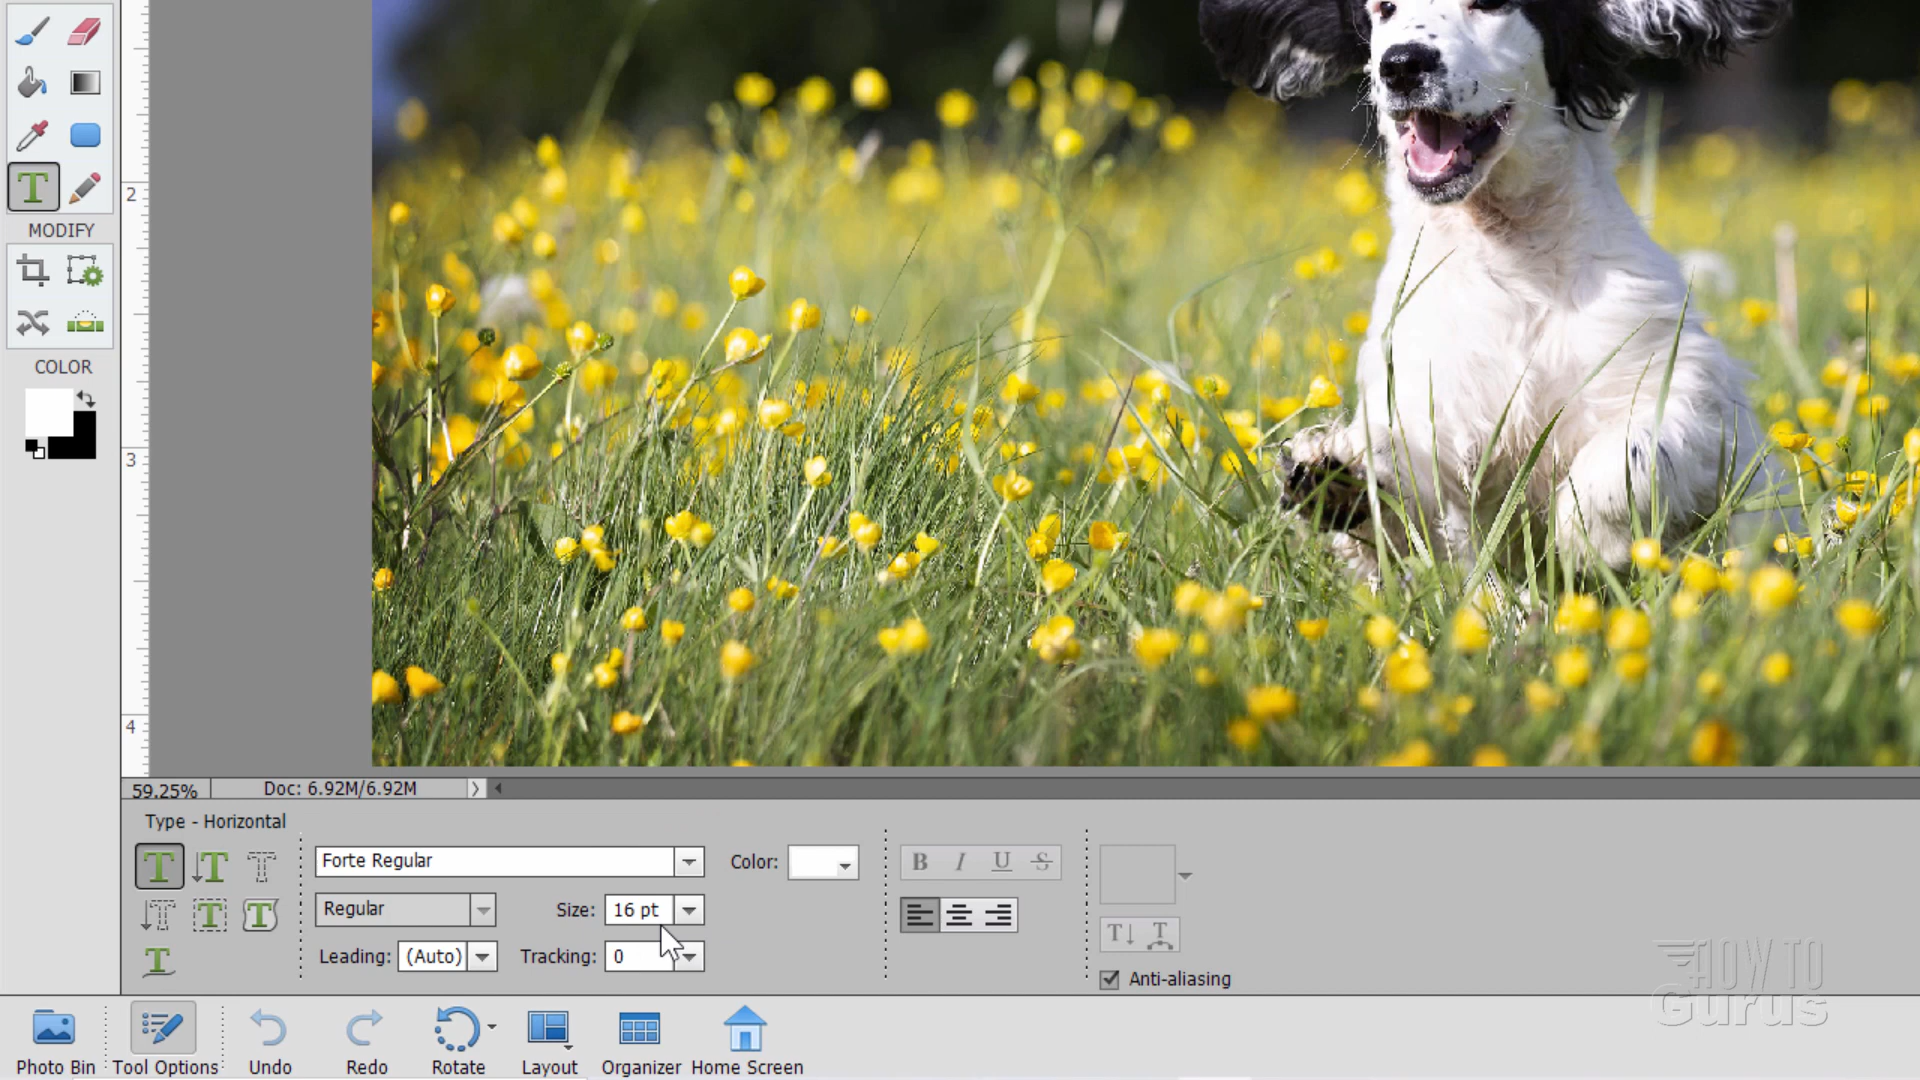 MODIFY
COLOR
2
3
4
59.25%
Doc: 6.92M/6.92M
Type - Horizontal
Forte Regular
Color:
B I U S
Regular
Size: 16 pt
Leading: (Auto)
Tracking: 0
Anti-aliasing
HOW TO
Gurus
Photo Bin
Tool Options
Undo
Redo
Rotate
Layout
Organizer
Home Screen